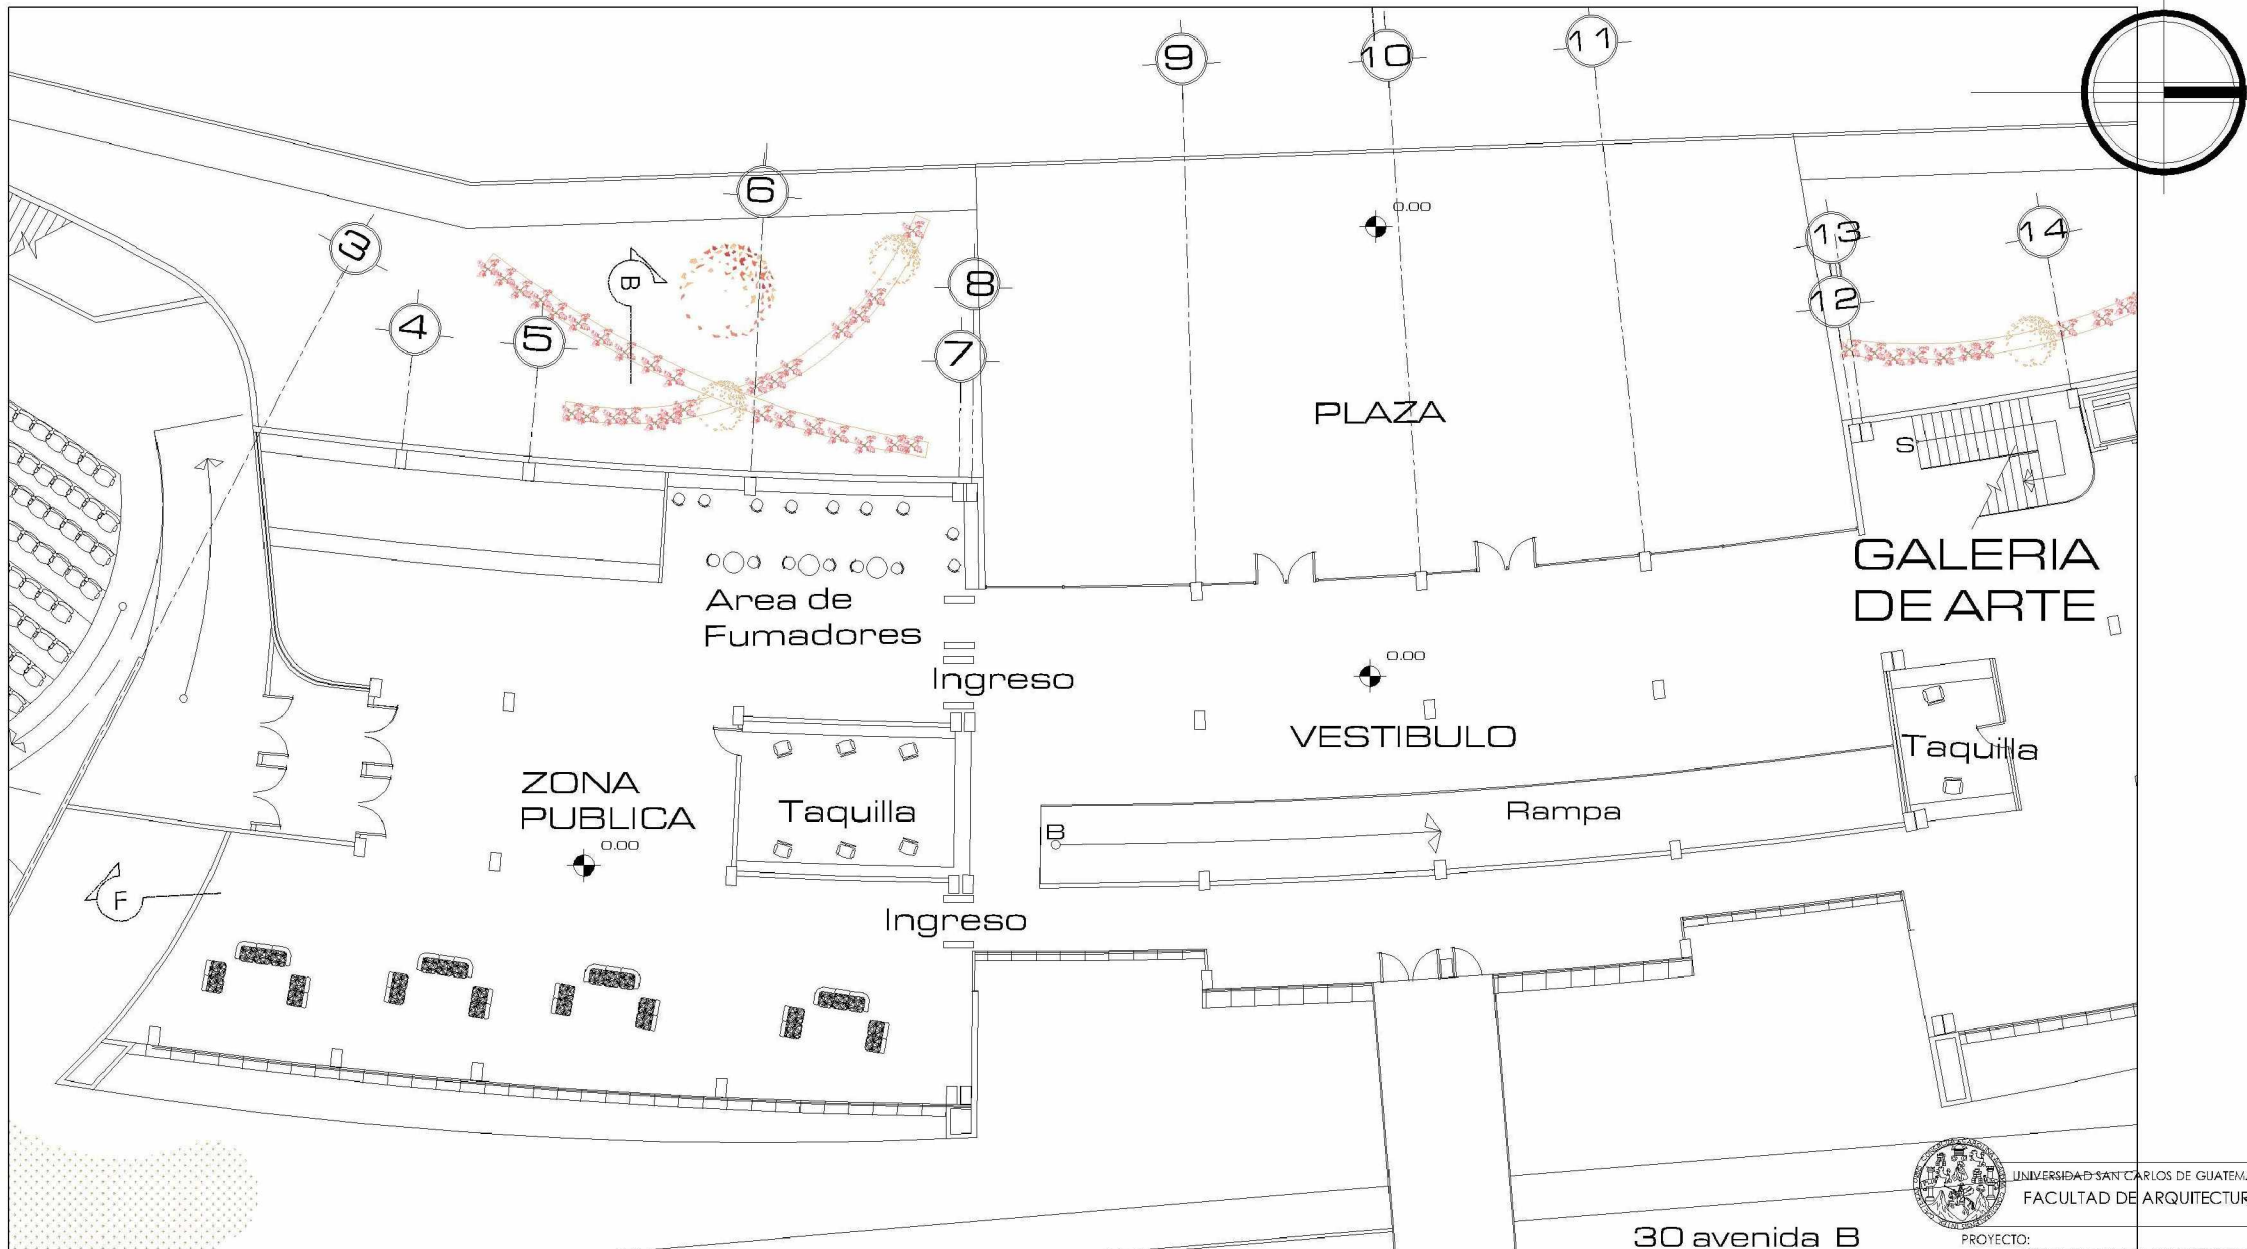 9
10
11
6
3
B
8
13
14
0.00
4
5
12
7
PLAZA
S
GALERIA
DE ARTE
Area de
Fumadores
Ingreso
0.00
VESTIBULO
Taquilla
ZONA
PUBLICA
0.00
Taquilla
Rampa
B
F
Ingreso
UNIVERSIDAD SAN CARLOS DE GUATEM
FACULTAD DE ARQUITECTUR
30 avenida B
PROYECTO: